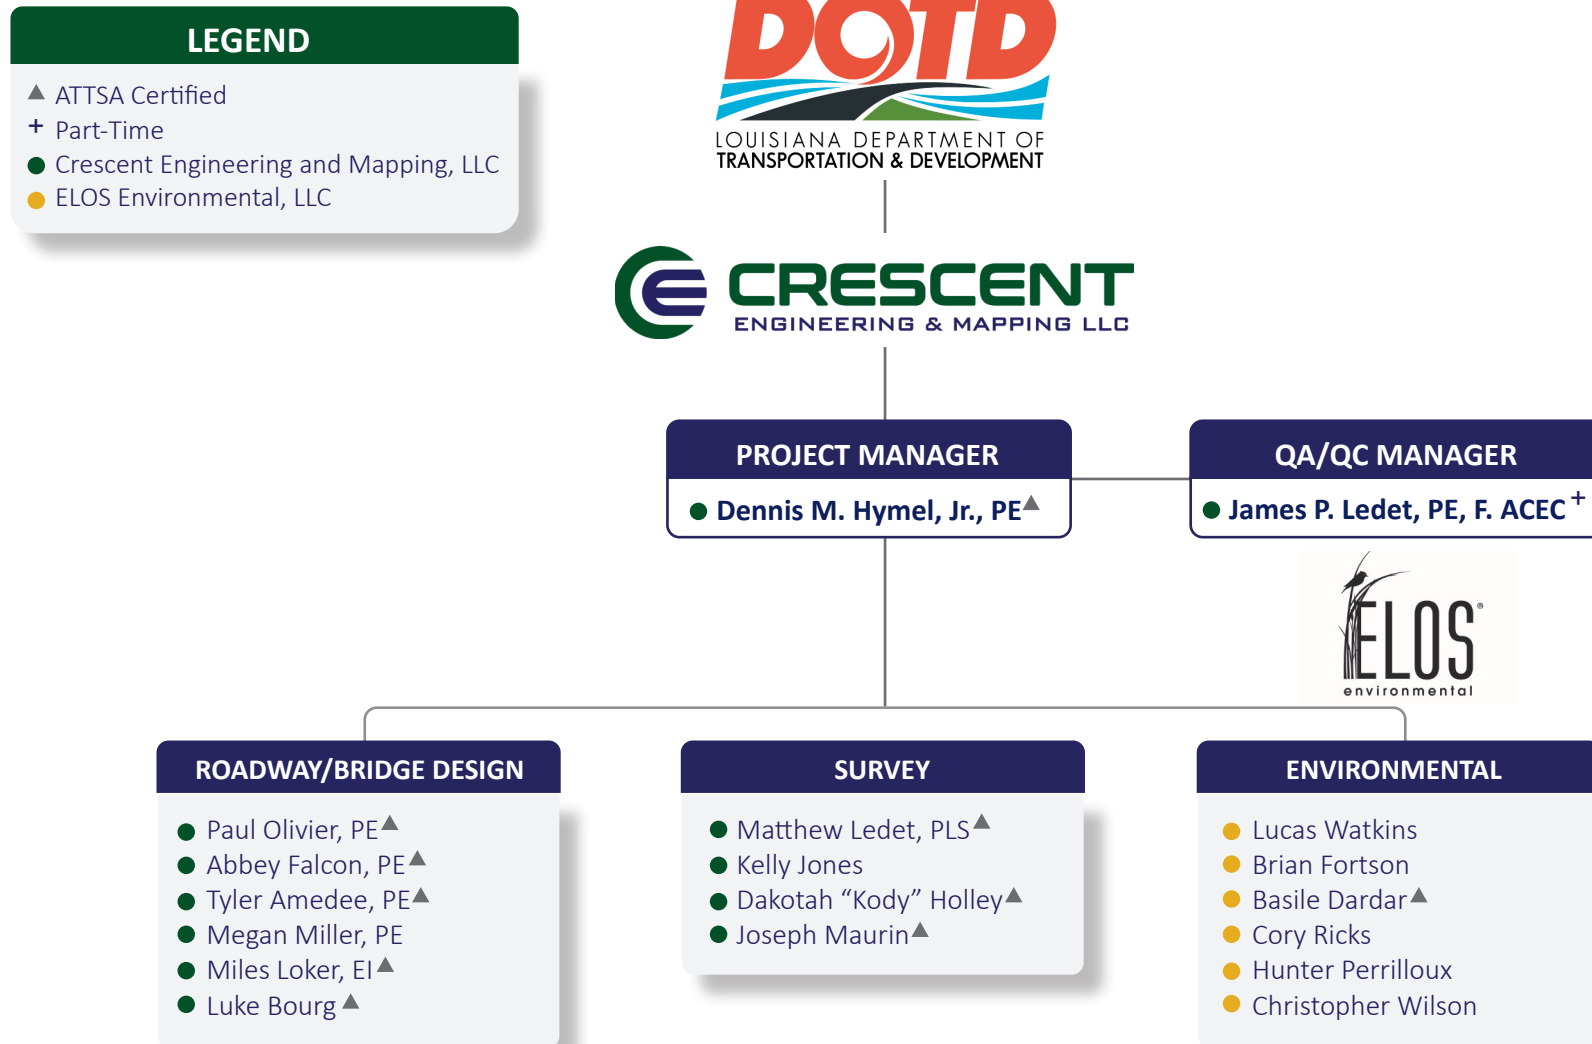 LEGEND
▲ ATTSA Certified
+ Part-Time
● Crescent Engineering and Mapping, LLC
● ELOS Environmental, LLC
DOTD
LOUISIANA DEPARTMENT OF
TRANSPORTATION & DEVELOPMENT
CRESCENT
ENGINEERING & MAPPING LLC
PROJECT MANAGER
● Dennis M. Hymel, Jr., PE▲
QA/QC MANAGER
● James P. Ledet, PE, F. ACEC +
ELOS®
environmental
ROADWAY/BRIDGE DESIGN
● Paul Olivier, PE▲
● Abbey Falcon, PE▲
● Tyler Amedee, PE▲
● Megan Miller, PE
● Miles Loker, EI▲
● Luke Bourg ▲
SURVEY
● Matthew Ledet, PLS▲
● Kelly Jones
● Dakotah “Kody” Holley▲
● Joseph Maurin▲
ENVIRONMENTAL
● Lucas Watkins
● Brian Fortson
● Basile Dardar▲
● Cory Ricks
● Hunter Perrilloux
● Christopher Wilson